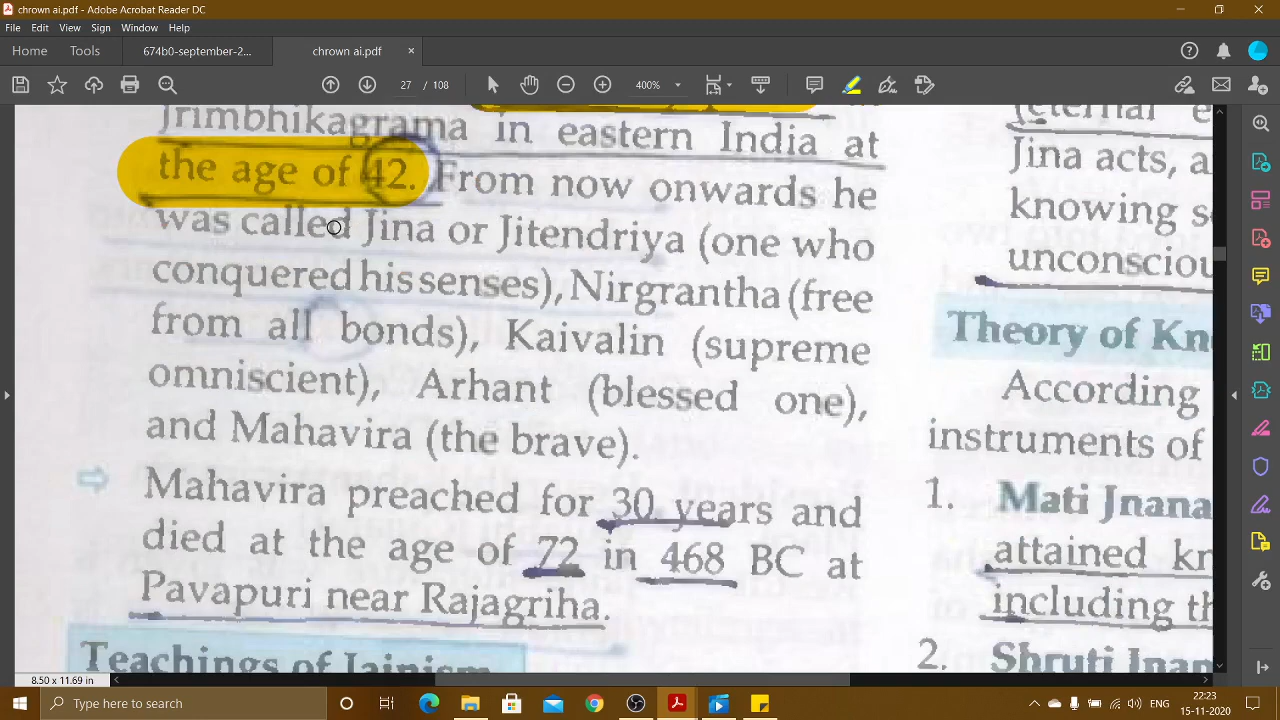 chrown ai.pdf - Adobe Acrobat Reader DC
File Edit View Sign Window Help
Home Tools 674b0-september-2... chrown ai.pdf ×
27 / 108 400%
Jrimbhikagrama in eastern India at
the age of 42. From now onwards he
was called Jina or Jitendriya (one who
conquered his senses), Nirgrantha (free
from all bonds), Kaivalin (supreme
omniscient), Arhant (blessed one),
and Mahavira (the brave).
Mahavira preached for 30 years and
died at the age of 72 in 468 BC at
Pavapuri near Rajagriha.
Teachings of Jainism
(eternal e
Jina acts, a
knowing s
unconsciou
Theory of Kn
According
instruments of
1. Mati Jnana
attained kn
including th
2. Shruti Jnan
8.50 x 11.69 in
Type here to search
22:23
15-11-2020